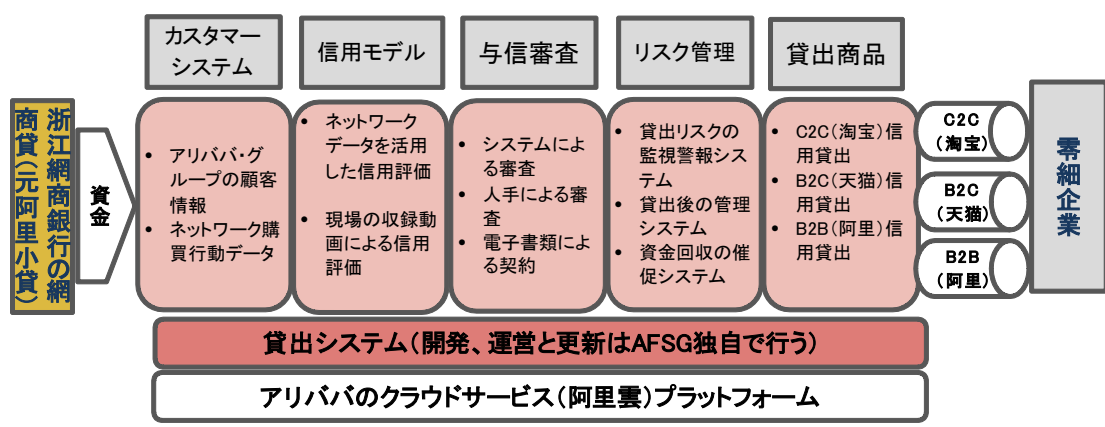 カスタマー
システム
信用モデル
与信審査
リスク管理
貸出商品
浙江網商銀行の網
商貸(元阿里小貸)
資金
• アリババ・グ
ループの顧客
情報
• ネットワーク購
買行動データ
• ネットワーク
データを活用
した信用評価
• 現場の収録動
画による信用
評価
• システムによ
る審査
• 人手による審
査
• 電子書類によ
る契約
• 貸出リスクの
監視警報シス
テム
• 貸出後の管理
システム
• 資金回収の催
促システム
• C2C(淘宝)信
用貸出
• B2C(天猫)信
用貸出
• B2B(阿里)信
用貸出
C2C
(淘宝)
B2C
(天猫)
B2B
(阿里)
零細企業
貸出システム(開発、運営と更新はAFSG独自で行う)
アリババのクラウドサービス(阿里雲)プラットフォーム